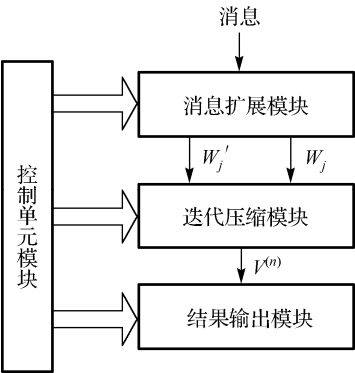 消息
消息扩展模块
W_j′
W_j
控制单元模块
迭代压缩模块
V^(n)
结果输出模块